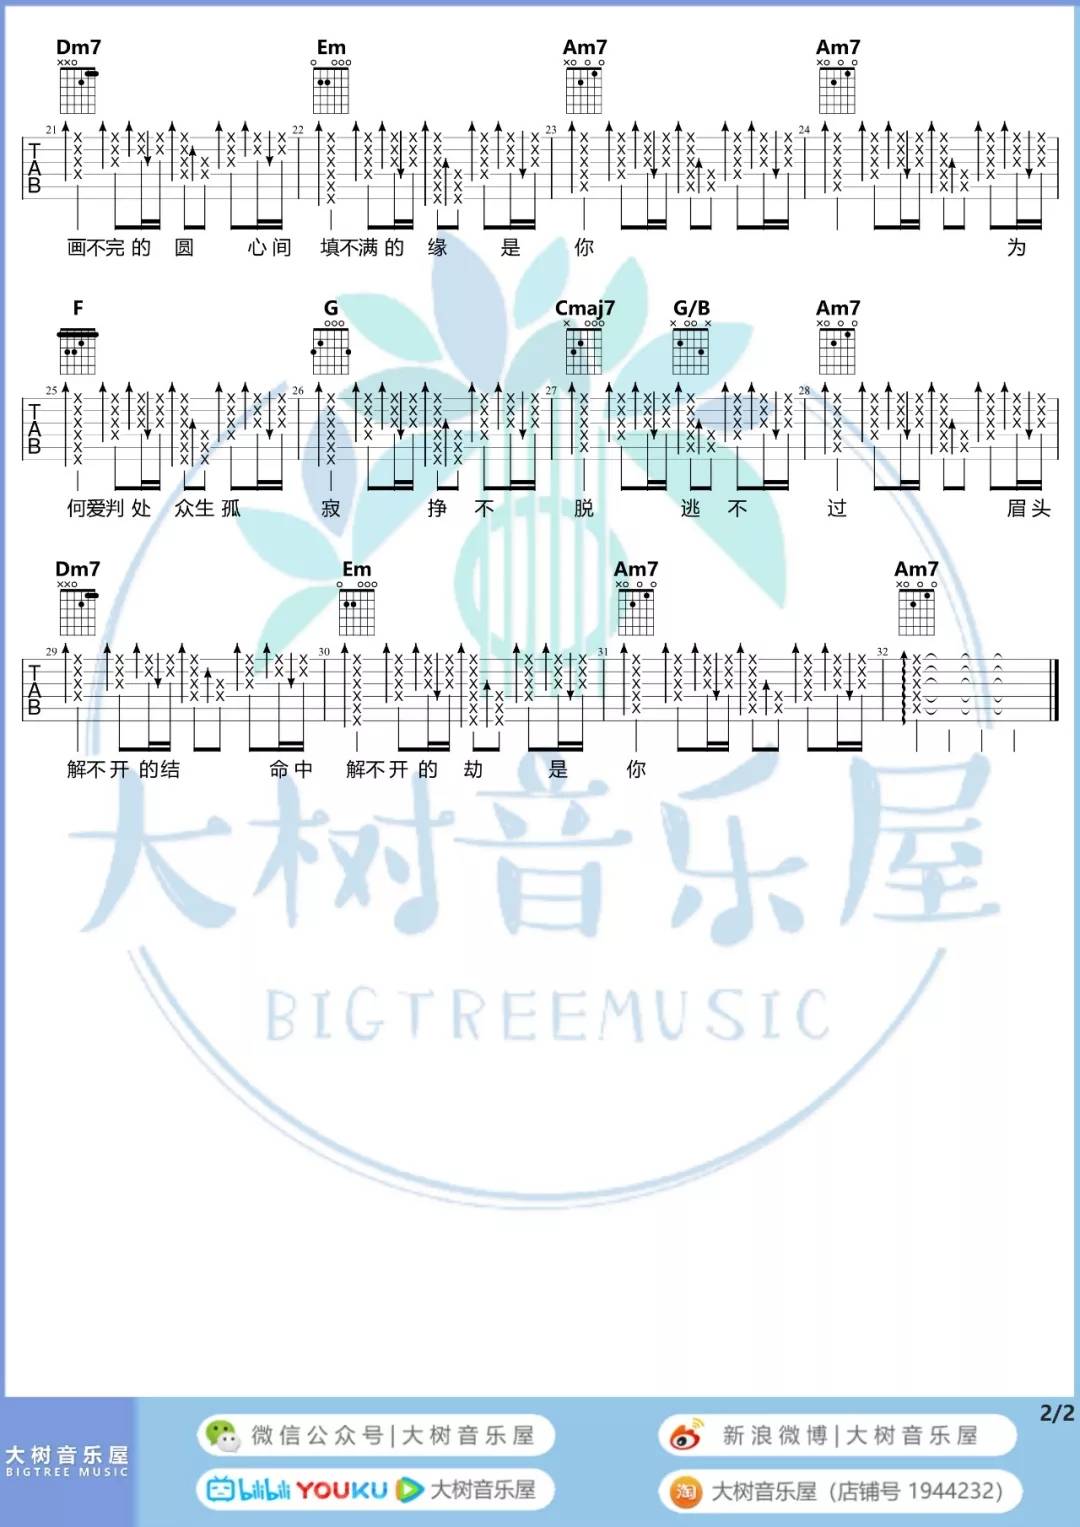 Dm7 Em Am7 Am7
21 22 23 24
TAB
画不完的 圆 心间 填不满的 缘 是 你 为
F G Cmaj7 G/B Am7
25 26 27 28
TAB
何爱判处 众生孤 寂 挣 不 脱 逃 不 过 眉头
Dm7 Em Am7 Am7
29 30 31 32
TAB
解不开的结 命中 解不开的 劫 是 你
大树音乐屋
BIGTREEMUSIC
2/2
大树音乐屋
BIGTREE MUSIC
微信公众号|大树音乐屋
新浪微博|大树音乐屋
bilibili YOUKU 大树音乐屋
淘 大树音乐屋 (店铺号 1944232)